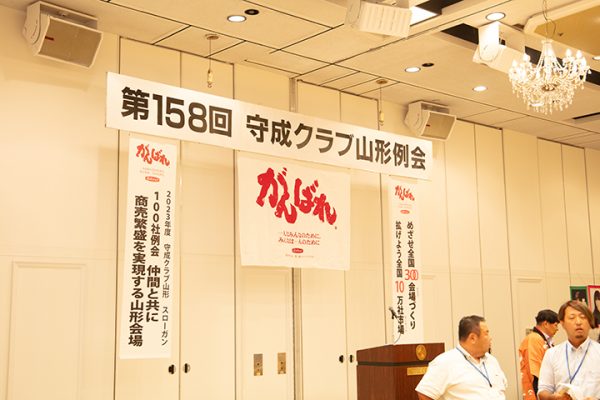 第158回 守成クラブ山形例会
がんばれ
2023年度 守成クラブ山形 スローガン
100社例会 仲間と共に
商売繁盛を実現する山形会場
がんばれ
一人はみんなのために、
みんなは一人のために
がんばれ
めざせ全国300会場づくり
拡げよう全国10万社市場